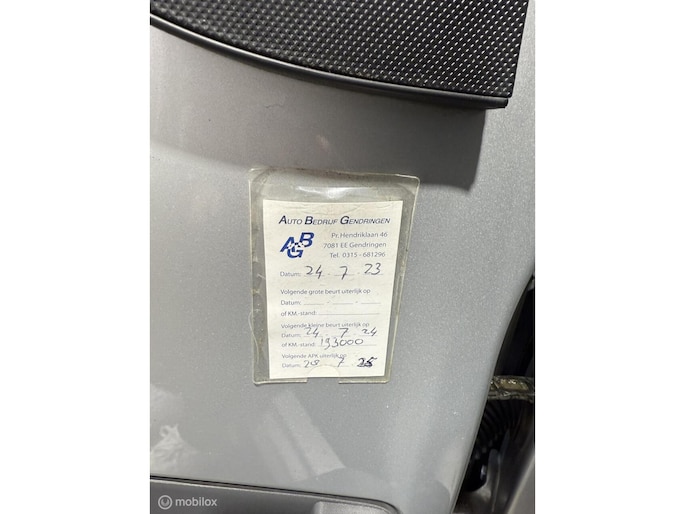 AUTO BEDRIJF GENDRINGEN
AGB
Pr. Hendriklaan 46
7081 EE Gendringen
Tel. 0315 - 681296
Datum: 24 - 7 - 23
Volgende grote beurt uiterlijk op
Datum: - -
of KM.-stand:
Volgende kleine beurt uiterlijk op
Datum: 24 7 24
of KM.-stand: 193000
Volgende APK uiterlijk op
Datum: 7 25
mobilox